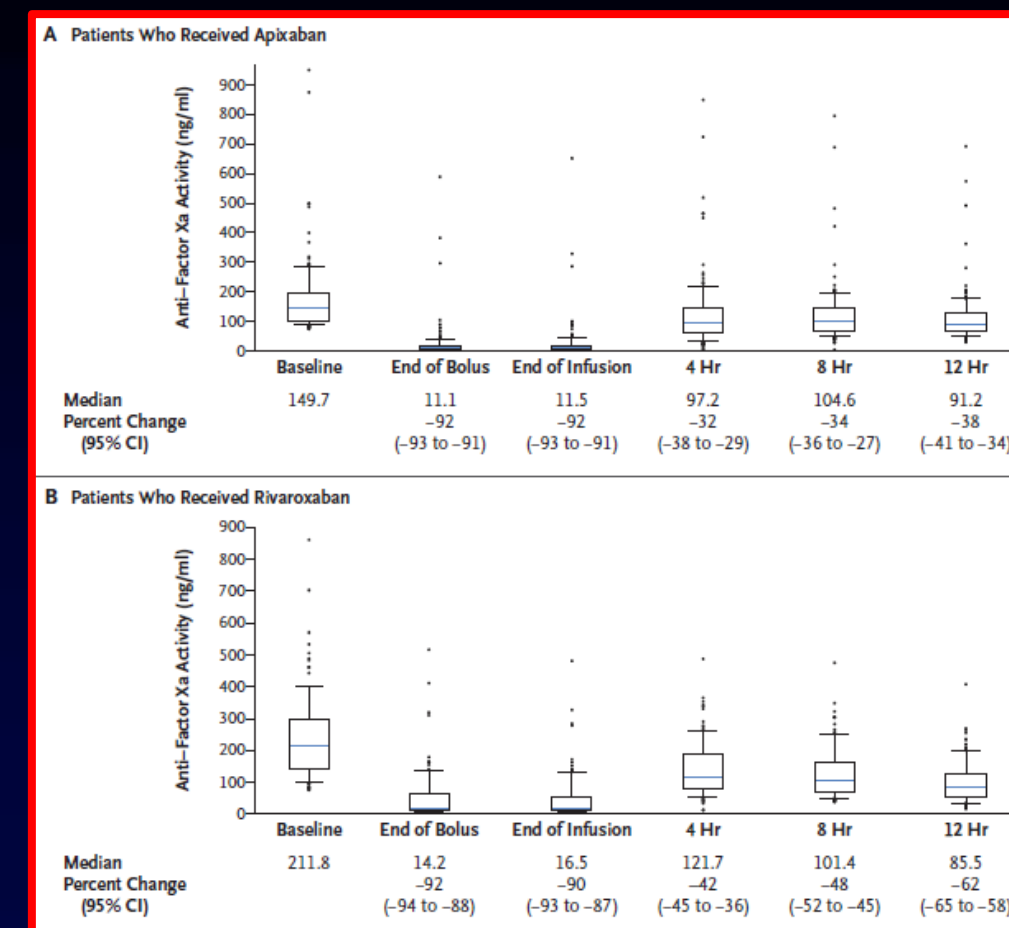 A Patients Who Received Apixaban
Anti–Factor Xa Activity (ng/ml)
900
800
700
600
500
400
300
200
100
0
Baseline End of Bolus End of Infusion 4 Hr 8 Hr 12 Hr
Median 149.7 11.1 11.5 97.2 104.6 91.2
Percent Change –92 –92 –32 –34 –38
(95% CI) (–93 to –91) (–93 to –91) (–38 to –29) (–36 to –27) (–41 to –34)
B Patients Who Received Rivaroxaban
Anti–Factor Xa Activity (ng/ml)
900
800
700
600
500
400
300
200
100
0
Baseline End of Bolus End of Infusion 4 Hr 8 Hr 12 Hr
Median 211.8 14.2 16.5 121.7 101.4 85.5
Percent Change –92 –90 –42 –48 –62
(95% CI) (–94 to –88) (–93 to –87) (–45 to –36) (–52 to –45) (–65 to –58)